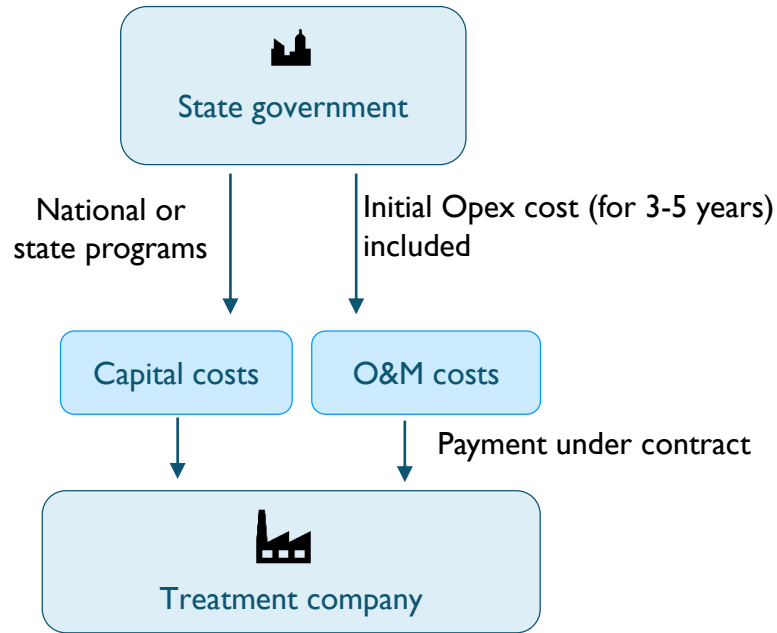 State government
National or
state programs
Initial Opex cost (for 3-5 years)
included
Capital costs
O&M costs
Payment under contract
Treatment company